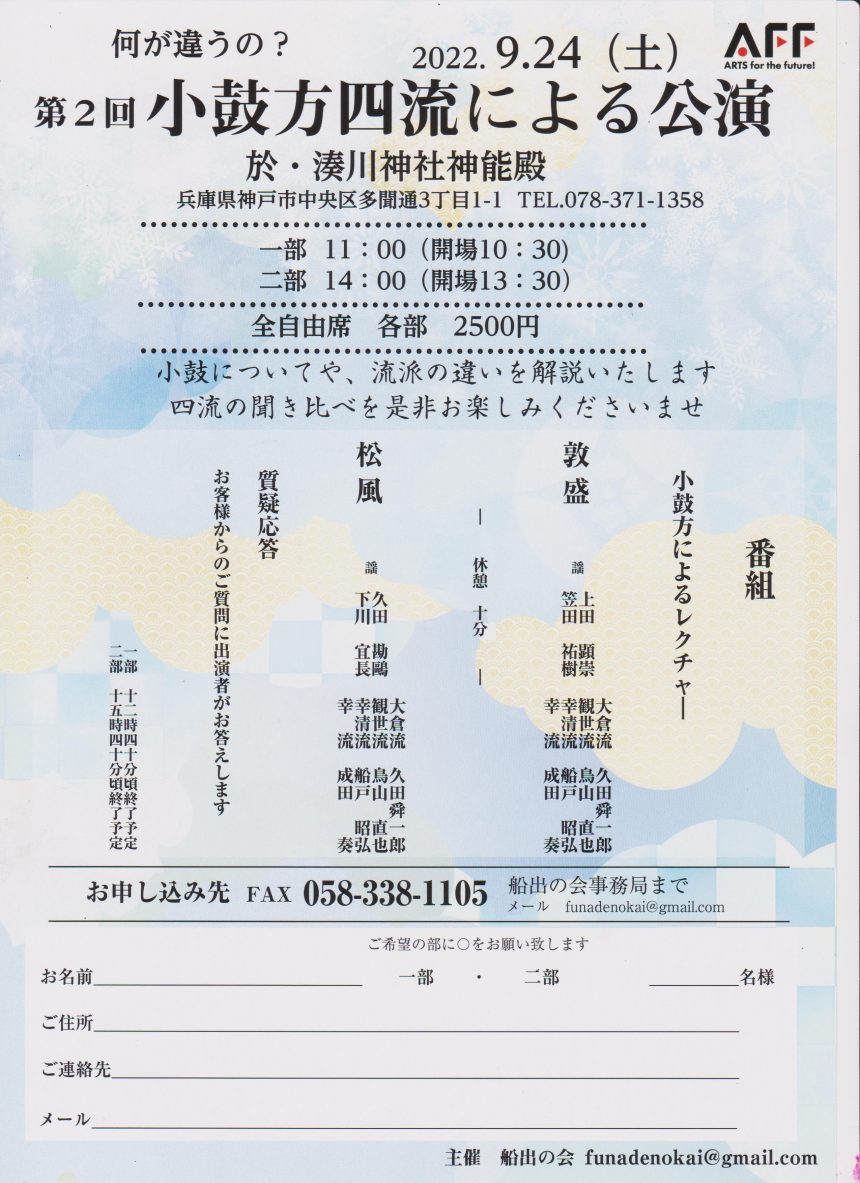 何が違うの？
2022. 9.24（土）
AFF
ARTS for the future!
第２回 小鼓方四流による公演
於・湊川神社神能殿
兵庫県神戸市中央区多聞通3丁目1-1 TEL.078-371-1358
一部 11：00（開場10：30）
二部 14：00（開場13：30）
全自由席 各部 2500円
小鼓についてや、流派の違いを解説いたします
四流の聞き比べを是非お楽しみくださいませ
番組
小鼓方によるレクチャー
敦盛
謡
上田 顕崇
笠田 祐樹
大倉流 久田舜一郎
観世流 鳥山直也
幸清流 船戸昭弘
幸流 成田奏
― 休憩 十分 ―
松風
謡
久田 勘鷗
下川 宜長
大倉流 久田舜一郎
観世流 鳥山直也
幸清流 船戸昭弘
幸流 成田奏
質疑応答
お客様からのご質問に出演者がお答えします
一部 十二時四十分頃終了予定
二部 十五時四十分頃終了予定
お申し込み先 FAX 058-338-1105 船出の会事務局まで
メール funadenokai@gmail.com
ご希望の部に〇をお願い致します
お名前 一部 ・ 二部 名様
ご住所
ご連絡先
メール
主催 船出の会 funadenokai@gmail.com